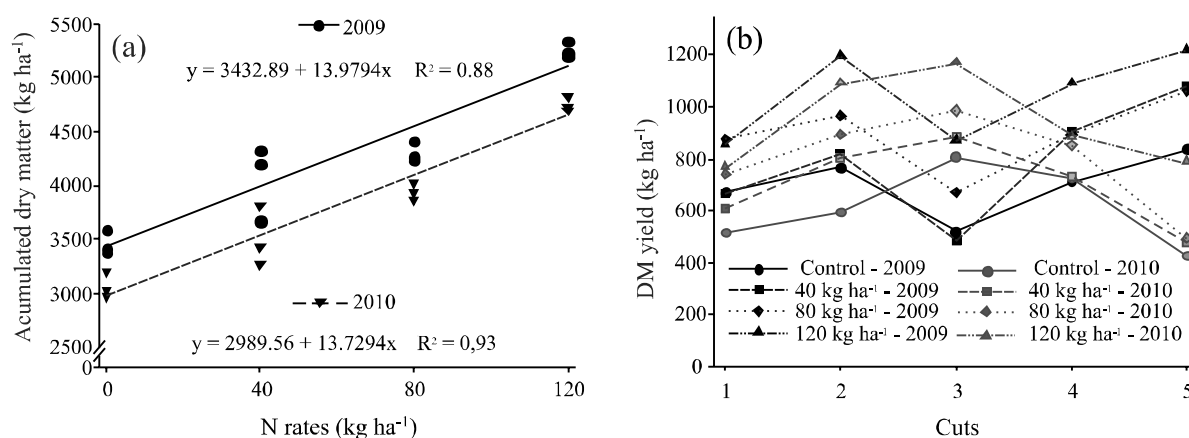 (a)
2009
y = 3432.89 + 13.9794x R² = 0.88
2010
y = 2989.56 + 13.7294x R² = 0,93
Acumulated dry matter (kg ha⁻¹)
5500
5000
4500
4000
3500
3000
2500
0
0 40 80 120
N rates (kg ha⁻¹)
(b)
DM yield (kg ha⁻¹)
1200
1000
800
600
400
200
0
Control - 2009 Control - 2010
40 kg ha⁻¹ - 2009 40 kg ha⁻¹ - 2010
80 kg ha⁻¹ - 2009 80 kg ha⁻¹ - 2010
120 kg ha⁻¹ - 2009 120 kg ha⁻¹ - 2010
1 2 3 4 5
Cuts